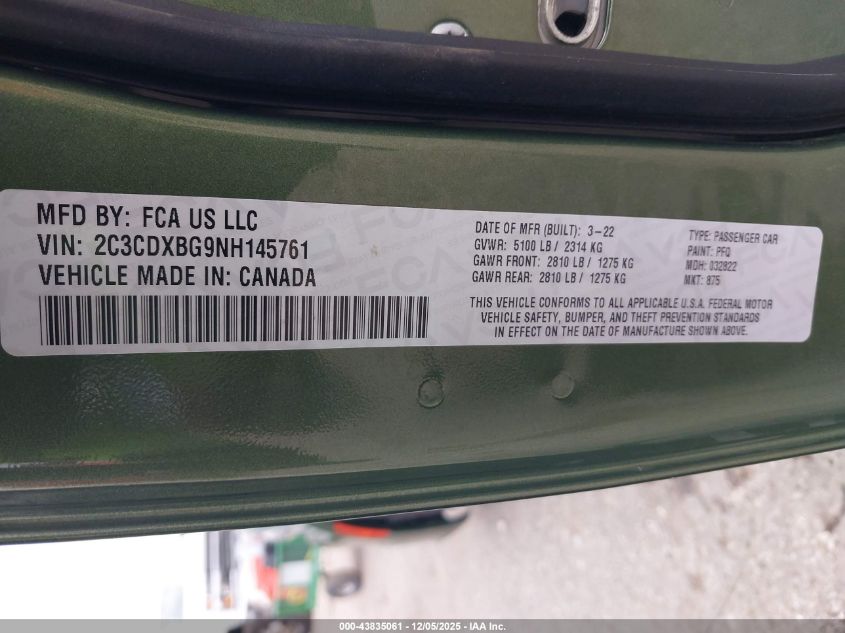 MFD BY: FCA US LLC
VIN: 2C3CDXBG9NH145761
VEHICLE MADE IN: CANADA
DATE OF MFR (BUILT): 3-22
GVWR: 5100 LB / 2314 KG
GAWR FRONT: 2810 LB / 1275 KG
GAWR REAR: 2810 LB / 1275 KG
TYPE: PASSENGER CAR
PAINT: PFQ
MDH: 032822
MKT: 875
THIS VEHICLE CONFORMS TO ALL APPLICABLE U.S.A. FEDERAL MOTOR
VEHICLE SAFETY, BUMPER, AND THEFT PREVENTION STANDARDS
IN EFFECT ON THE DATE OF MANUFACTURE SHOWN ABOVE.
000-43835061 - 12/05/2025 - IAA Inc.